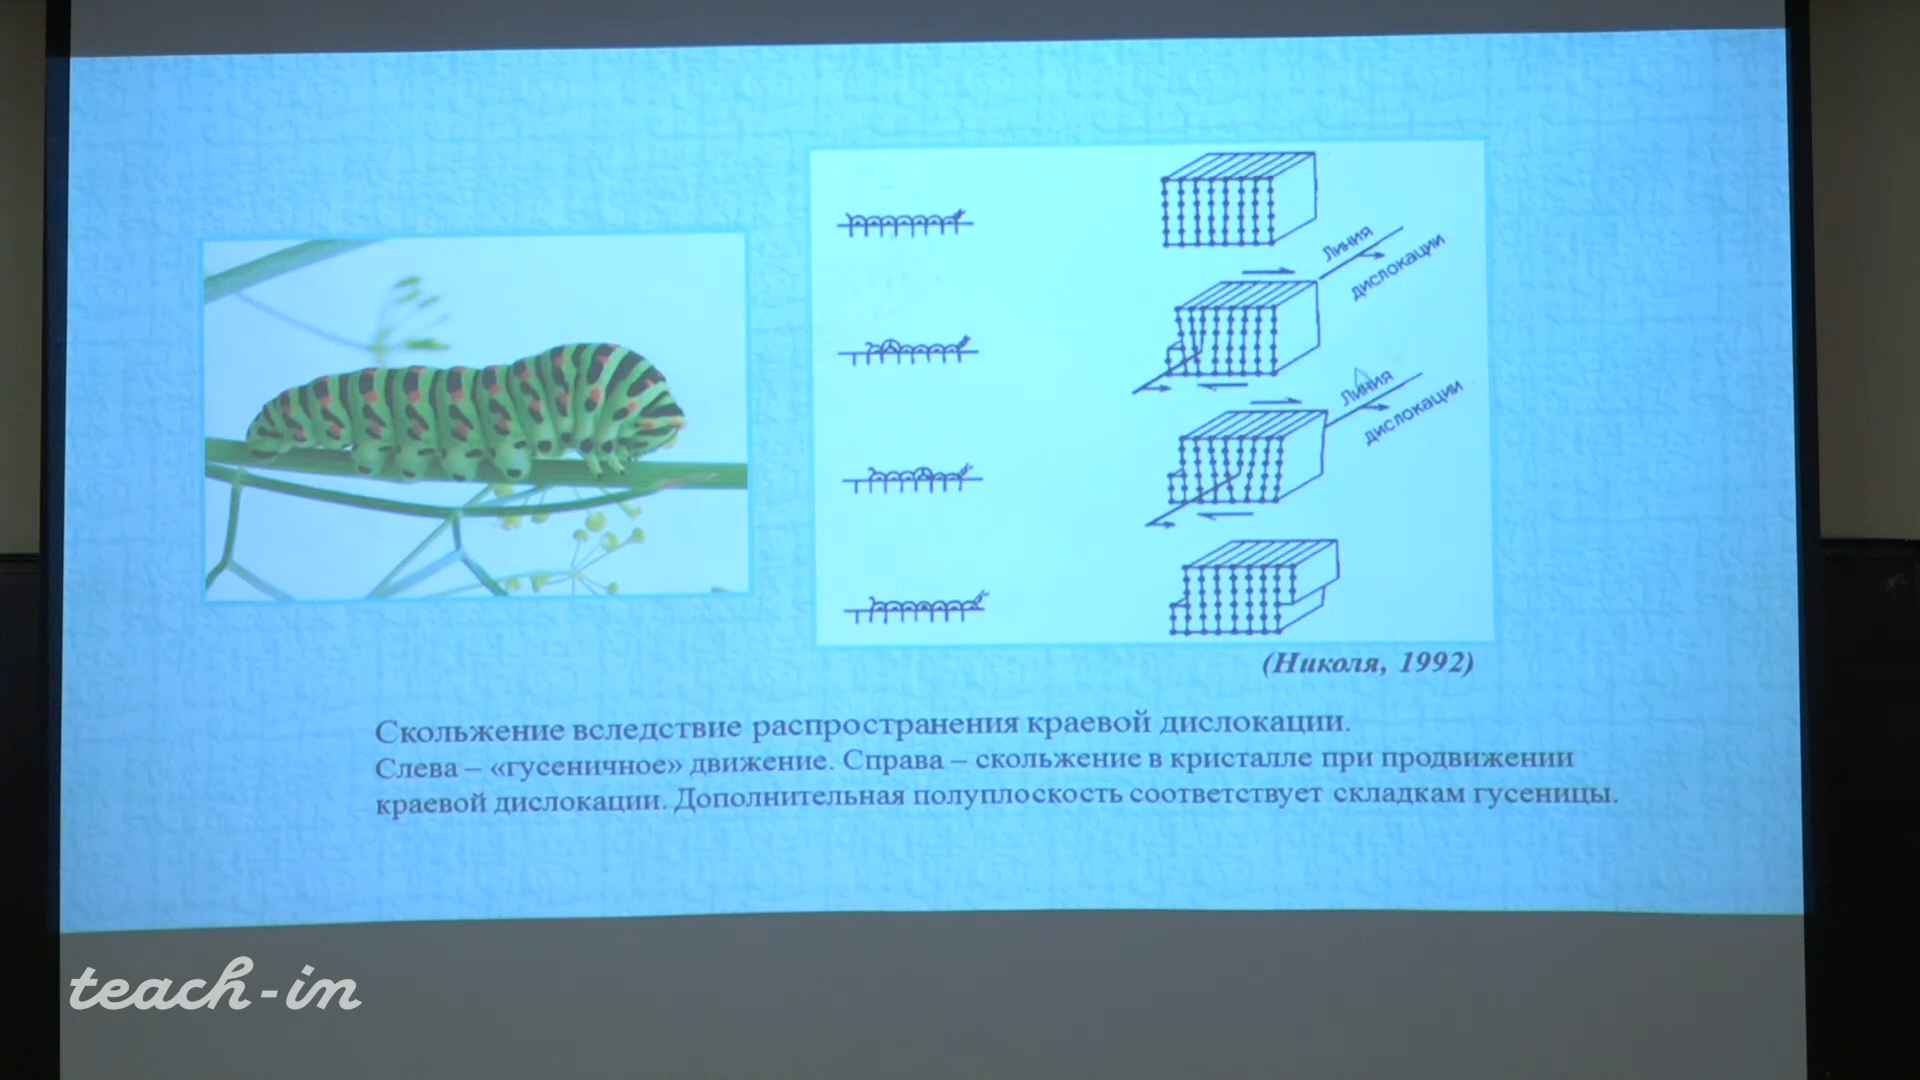 Линия
дислокации
Линия
дислокации
(Николя, 1992)
Скольжение вследствие распространения краевой дислокации.
Слева – «гусеничное» движение. Справа – скольжение в кристалле при продвижении
краевой дислокации. Дополнительная полуплоскость соответствует складкам гусеницы.
teach-in